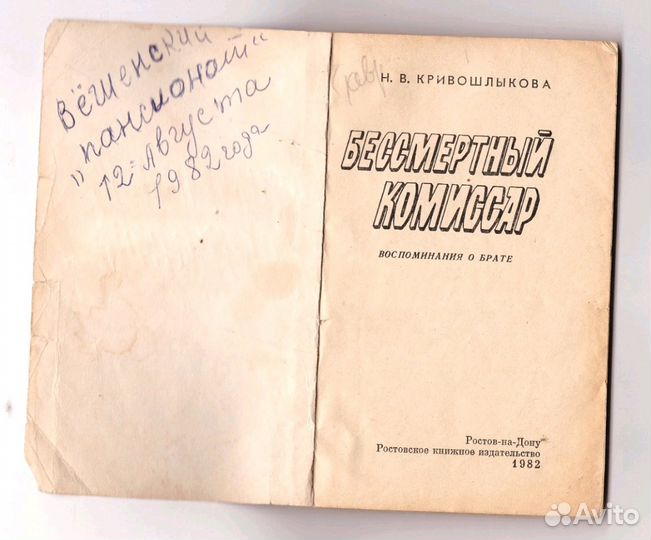 Вёшенский
"пансионат"
12 Августа
1982 года
Н. В. КРИВОШЛЫКОВА
БЕССМЕРТНЫЙ
КОМИССАР
ВОСПОМИНАНИЯ О БРАТЕ
Ростов-на-Дону
Ростовское книжное издательство
1982
Avito